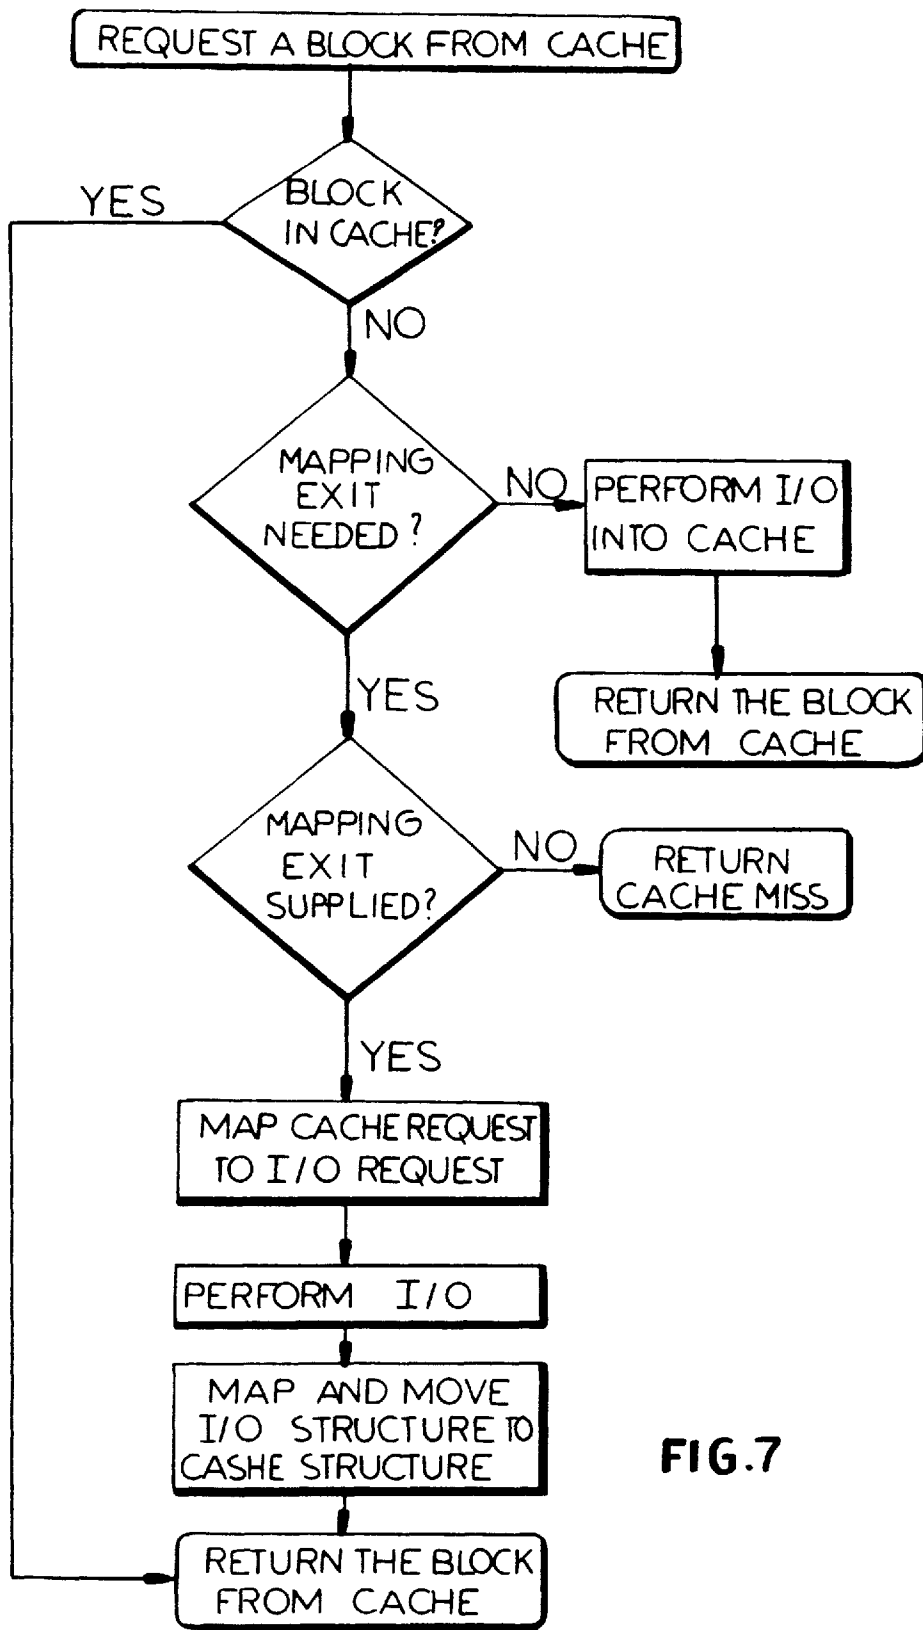 REQUEST A BLOCK FROM CACHE
BLOCK
IN CACHE?
YES
NO
MAPPING
EXIT
NEEDED?
NO
PERFORM I/O
INTO CACHE
RETURN THE BLOCK
FROM CACHE
YES
MAPPING
EXIT
SUPPLIED?
NO
RETURN
CACHE MISS
YES
MAP CACHE REQUEST
TO I/O REQUEST
PERFORM I/O
MAP AND MOVE
I/O STRUCTURE TO
CASHE STRUCTURE
RETURN THE BLOCK
FROM CACHE
FIG.7